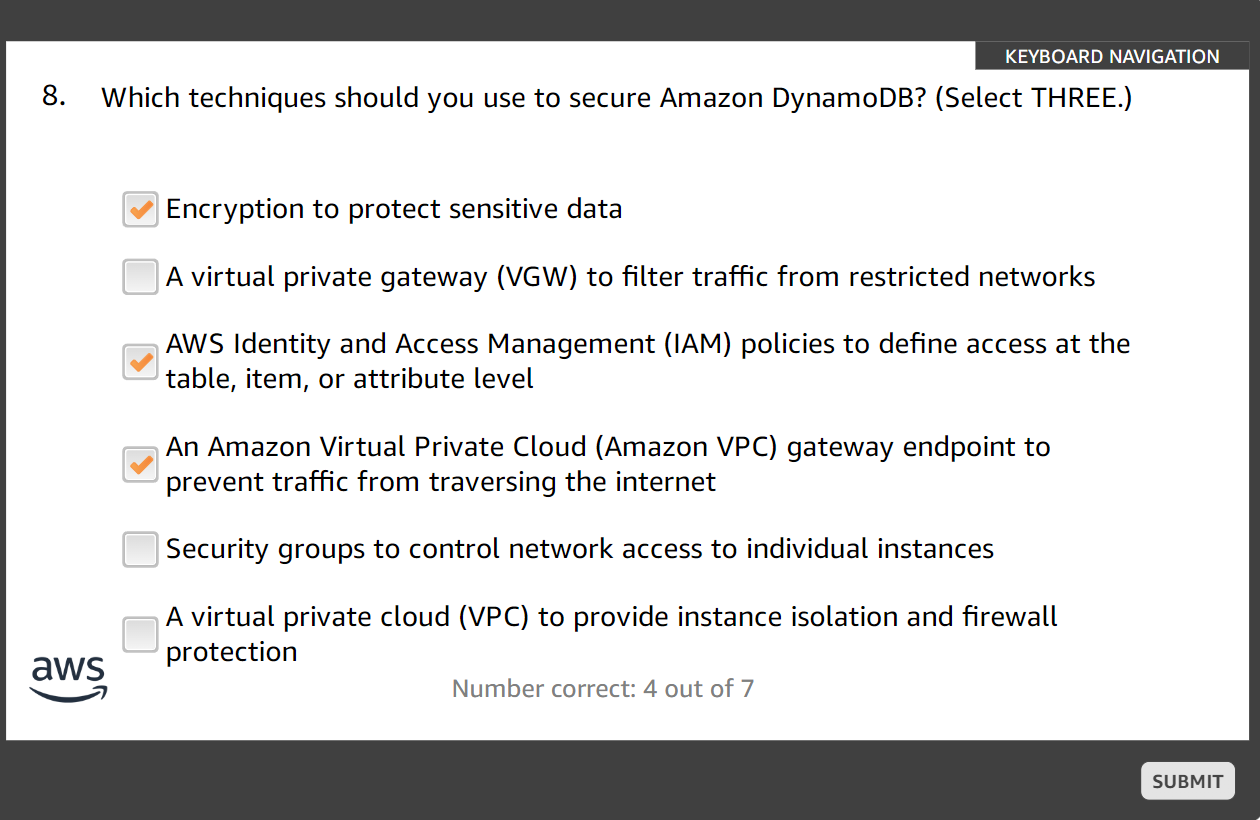 KEYBOARD NAVIGATION
8. Which techniques should you use to secure Amazon DynamoDB? (Select THREE.)
Encryption to protect sensitive data
A virtual private gateway (VGW) to filter traffic from restricted networks
AWS Identity and Access Management (IAM) policies to define access at the
table, item, or attribute level
An Amazon Virtual Private Cloud (Amazon VPC) gateway endpoint to
prevent traffic from traversing the internet
Security groups to control network access to individual instances
A virtual private cloud (VPC) to provide instance isolation and firewall
protection
aws
Number correct: 4 out of 7
SUBMIT